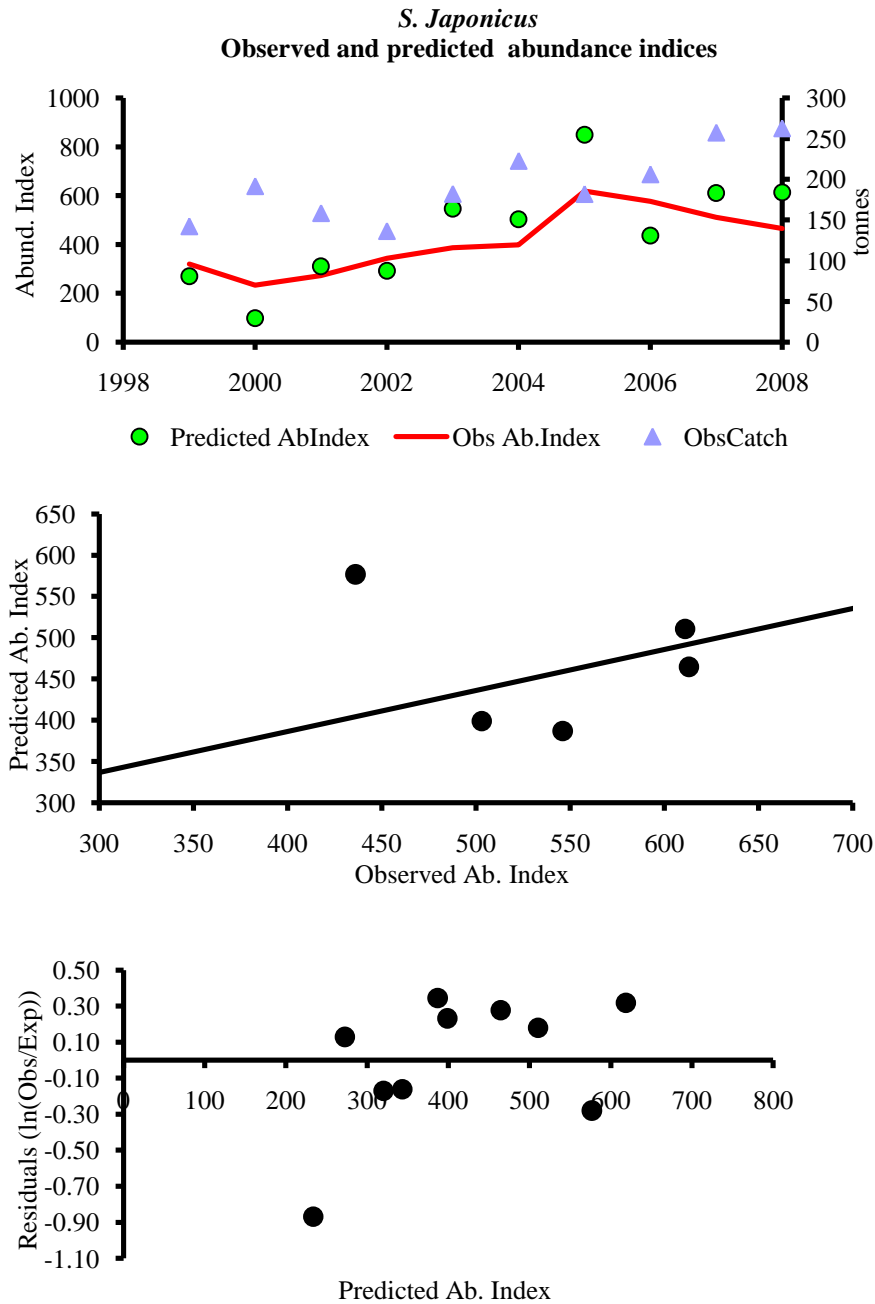 S. Japonicus
Observed and predicted abundance indices
1000
800
600
400
200
0
Abund. Index
300
250
200
150
100
50
0
tonnes
1998 2000 2002 2004 2006 2008
Predicted AbIndex Obs Ab.Index ObsCatch
650
600
550
500
450
400
350
300
Predicted Ab. Index
300 350 400 450 500 550 600 650 700
Observed Ab. Index
0.50
0.30
0.10
-0.10
-0.30
-0.50
-0.70
-0.90
-1.10
Residuals (ln(Obs/Exp))
0 100 200 300 400 500 600 700 800
Predicted Ab. Index